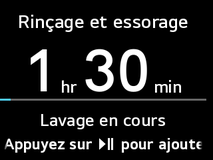 Rinçage et essorage
1 hr 30 min
Lavage en cours
Appuyez sur ▶II pour ajoute